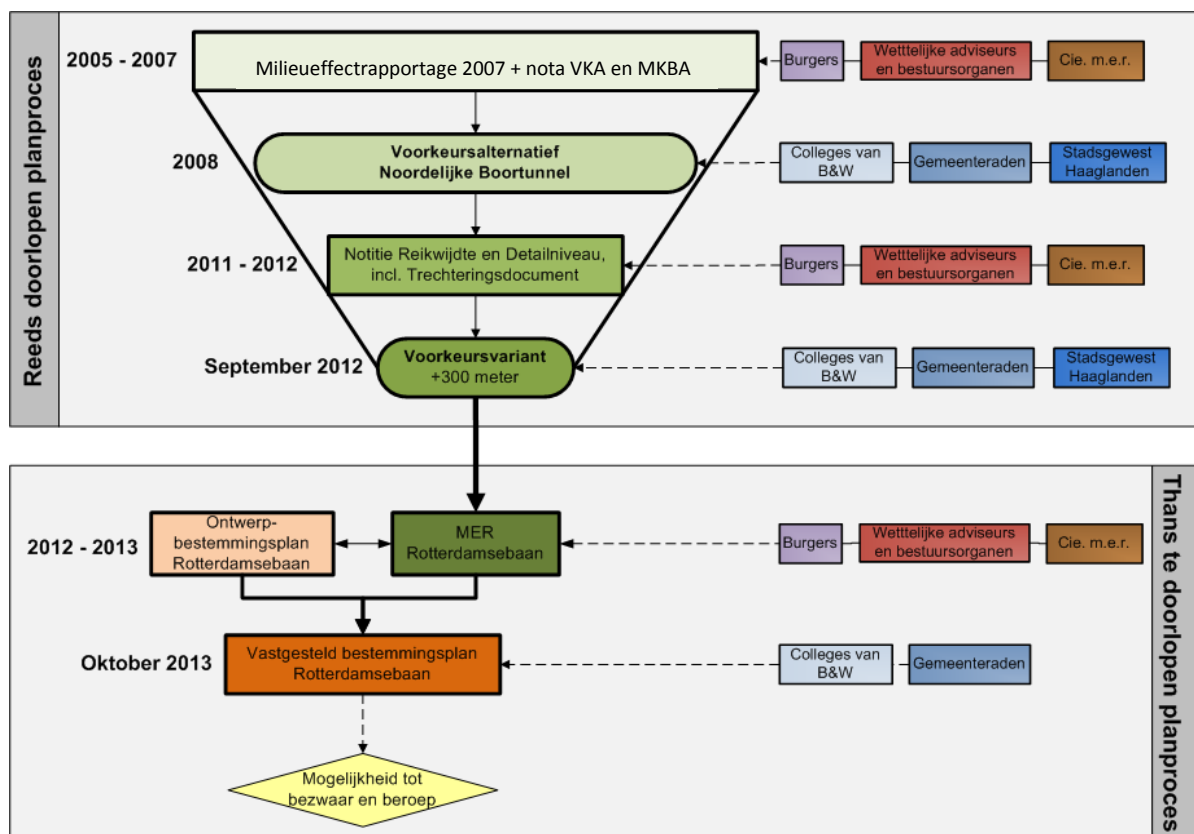 Reeds doorlopen planproces
2005 - 2007
Milieueffectrapportage 2007 + nota VKA en MKBA
Burgers
Wetttelijke adviseurs
en bestuursorganen
Cie. m.e.r.
2008
Voorkeursalternatief
Noordelijke Boortunnel
Colleges van
B&W
Gemeenteraden
Stadsgewest
Haaglanden
2011 - 2012
Notitie Reikwijdte en Detailniveau,
incl. Trechteringsdocument
Burgers
Wetttelijke adviseurs
en bestuursorganen
Cie. m.e.r.
September 2012
Voorkeursvariant
+300 meter
Colleges van
B&W
Gemeenteraden
Stadsgewest
Haaglanden
Thans te doorlopen planproces
2012 - 2013
Ontwerp-
bestemmingsplan
Rotterdamsebaan
MER
Rotterdamsebaan
Burgers
Wetttelijke adviseurs
en bestuursorganen
Cie. m.e.r.
Oktober 2013
Vastgesteld bestemmingsplan
Rotterdamsebaan
Colleges van
B&W
Gemeenteraden
Mogelijkheid tot
bezwaar en beroep